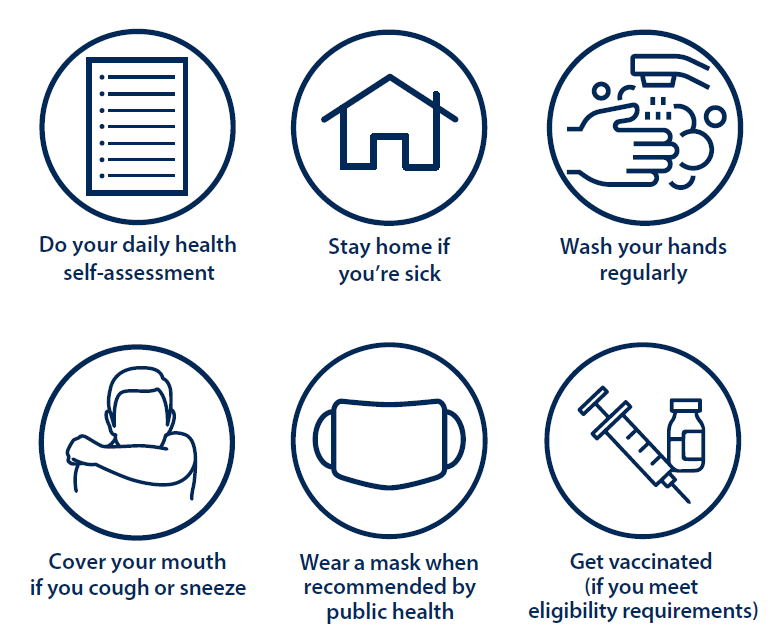 Do your daily health
self-assessment
Stay home if
you’re sick
Wash your hands
regularly
Cover your mouth
if you cough or sneeze
Wear a mask when
recommended by
public health
Get vaccinated
(if you meet
eligibility requirements)